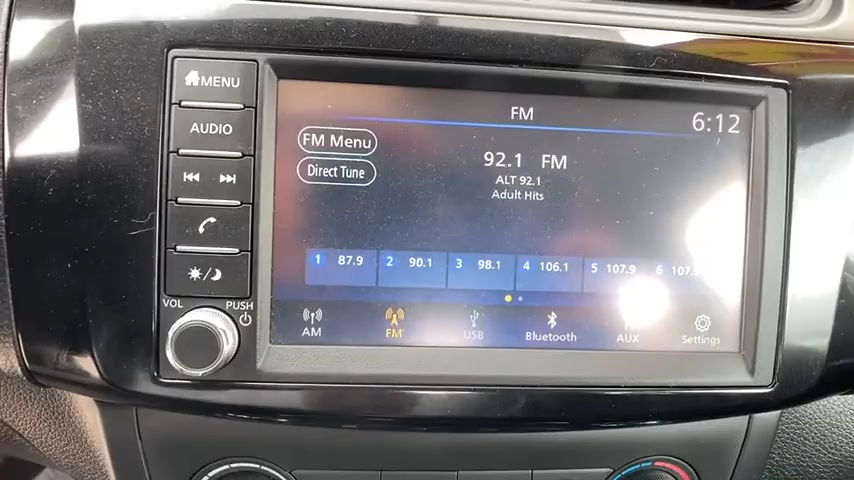 MENU
AUDIO
VOL
PUSH
FM
6:12
FM Menu
Direct Tune
92.1 FM
ALT 92.1
Adult Hits
1 87.9
2 90.1
3 98.1
4 106.1
5 107.9
6 107.9
AM
FM
USB
Bluetooth
AUX
Settings